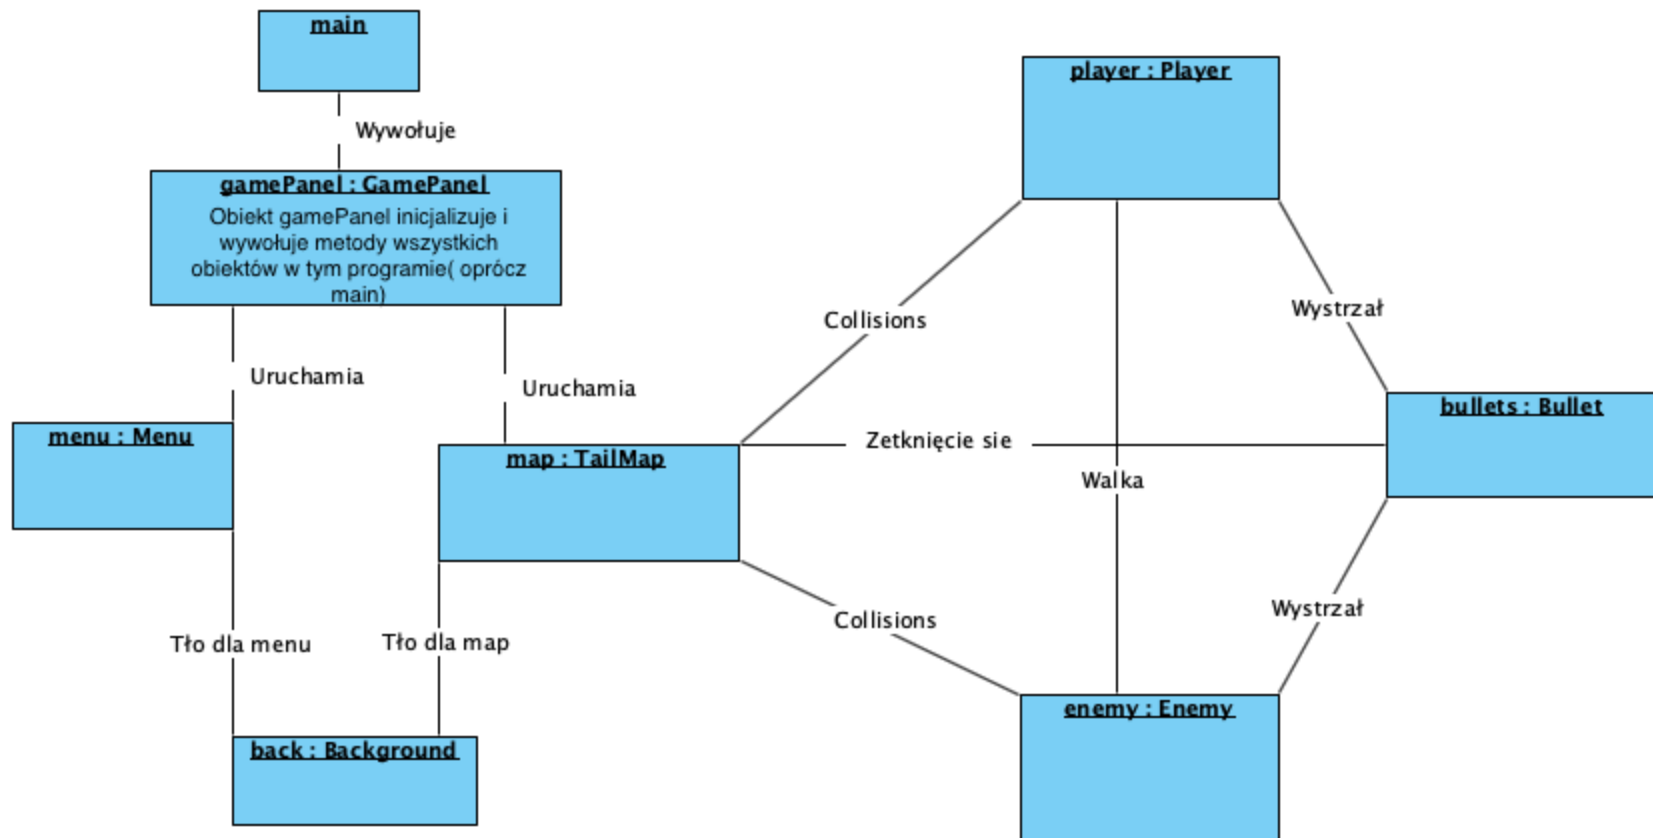 main
player : Player
Wywołuje
gamePanel : GamePanel
Obiekt gamePanel inicjalizuje i
wywołuje metody wszystkich
obiektów w tym programie( oprócz
main)
Wystrzał
Collisions
Uruchamia
Uruchamia
bullets : Bullet
menu : Menu
Zetknięcie sie
map : TailMap
Walka
Wystrzał
Collisions
Tło dla menu
Tło dla map
enemy : Enemy
back : Background